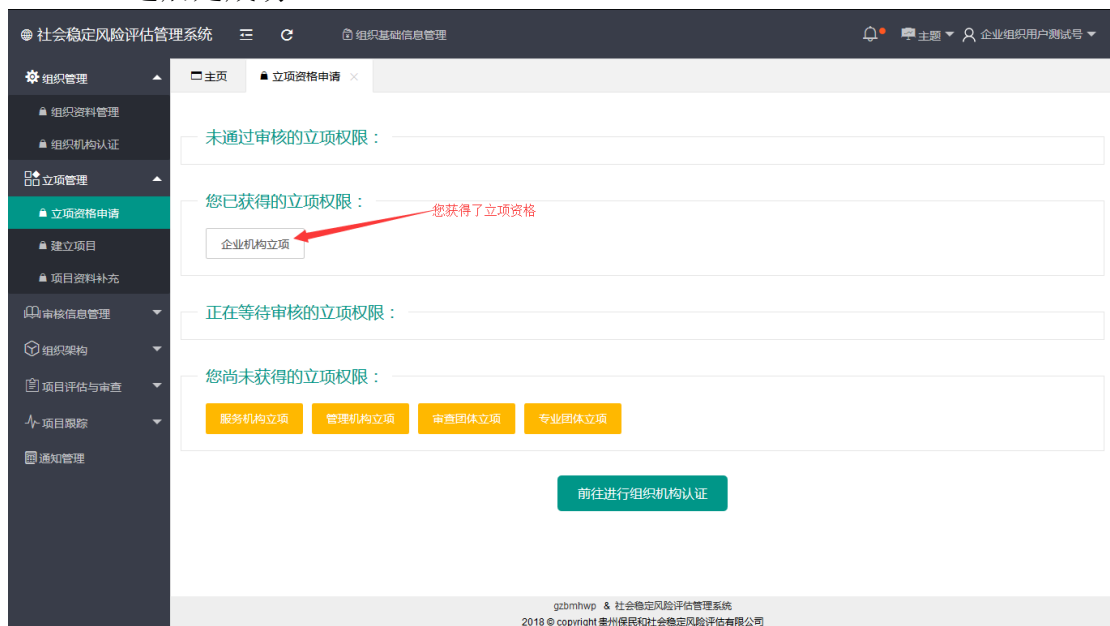 社会稳定风险评估管理系统 组织基础信息管理 主题 企业组织用户测试号
组织管理 主页 立项资格申请
组织资料管理
组织机构认证
未通过审核的立项权限：
立项管理
您已获得的立项权限：
您获得了立项资格
立项资格申请
企业机构立项
建立项目
项目资料补充
审核信息管理
正在等待审核的立项权限：
组织架构
您尚未获得的立项权限：
项目评估与审查
服务机构立项 管理机构立项 审查团体立项 专业团体立项
项目跟踪
通知管理
前往进行组织机构认证
gzbmhwp & 社会稳定风险评估管理系统
2018 © copyright 贵州保民和社会稳定风险评估有限公司